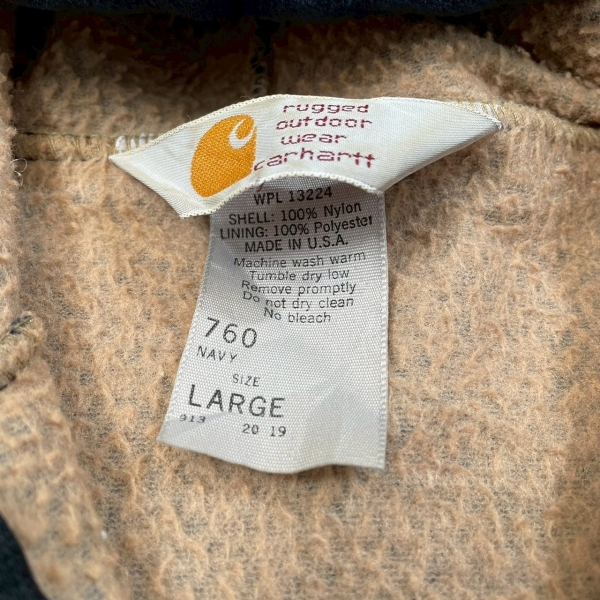 rugged
outdoor
wear
carhartt
WPL 13224
SHELL: 100% Nylon
LINING: 100% Polyester
MADE IN U.S.A.
Machine wash warm
Tumble dry low
Remove promptly
Do not dry clean
No bleach
760
NAVY
SIZE
LARGE
913 20 19